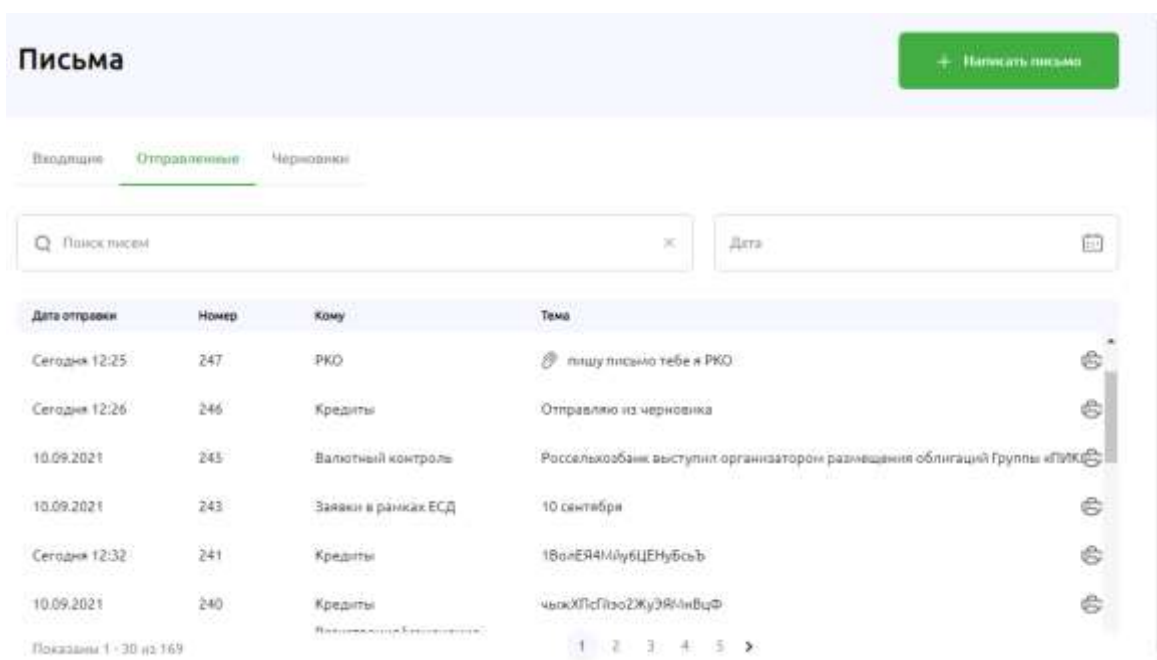 Письма
+ Написать письмо
Входящие Отправленные Черновики
Поиск писем
Дата
Дата отправки Номер Кому Тема
Сегодня 12:25 247 РКО пишу письмо тебе я РКО
Сегодня 12:26 246 Кредиты Отправляю из черновика
10.09.2021 245 Валютный контроль Россельхозбанк выступил организатором размещения облигаций Группы «ПИК
10.09.2021 243 Заявки в рамках ЕСД 10 сентября
Сегодня 12:32 241 Кредиты
10.09.2021 240 Кредиты
Показаны 1 - 30 из 169
1 2 3 4 5 >